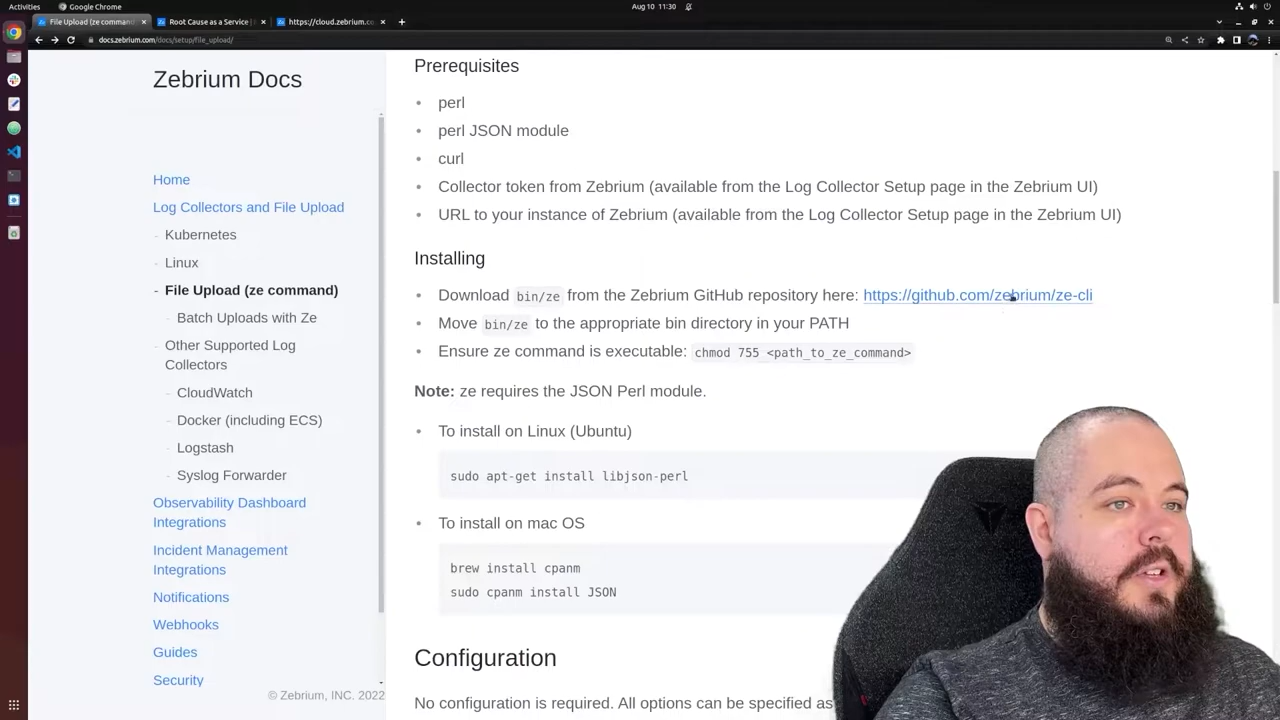 Activities
Google Chrome
Aug 10 11:30
File Upload (ze command)
Root Cause as a Service |
https://cloud.zebrium.co
docs.zebrium.com/docs/setup/file_upload/
Zebrium Docs
Home
Log Collectors and File Upload
- Kubernetes
- Linux
- File Upload (ze command)
- Batch Uploads with Ze
- Other Supported Log
Collectors
- CloudWatch
- Docker (including ECS)
- Logstash
- Syslog Forwarder
Observability Dashboard
Integrations
Incident Management
Integrations
Notifications
Webhooks
Guides
Security
© Zebrium, INC. 2022
Prerequisites
• perl
• perl JSON module
• curl
• Collector token from Zebrium (available from the Log Collector Setup page in the Zebrium UI)
• URL to your instance of Zebrium (available from the Log Collector Setup page in the Zebrium UI)
Installing
• Download bin/ze from the Zebrium GitHub repository here: https://github.com/zebrium/ze-cli
• Move bin/ze to the appropriate bin directory in your PATH
• Ensure ze command is executable: chmod 755 <path_to_ze_command>
Note: ze requires the JSON Perl module.
• To install on Linux (Ubuntu)
sudo apt-get install libjson-perl
• To install on mac OS
brew install cpanm
sudo cpanm install JSON
Configuration
No configuration is required. All options can be specified as